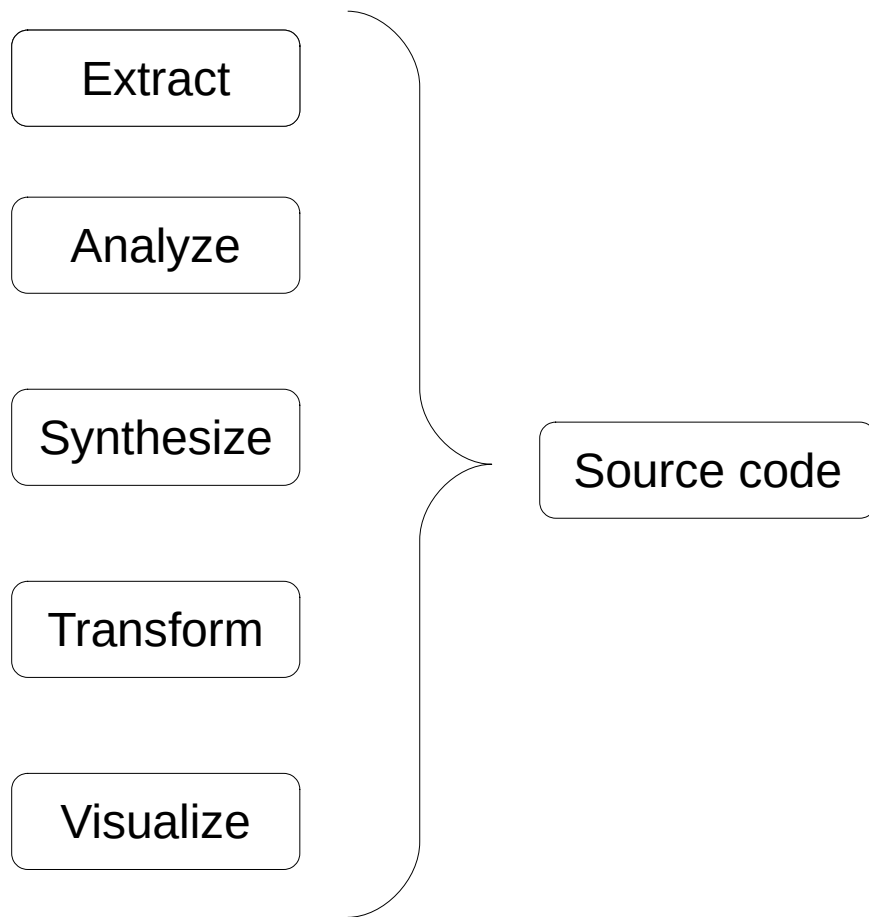 Extract
Analyze
Synthesize
Source code
Transform
Visualize